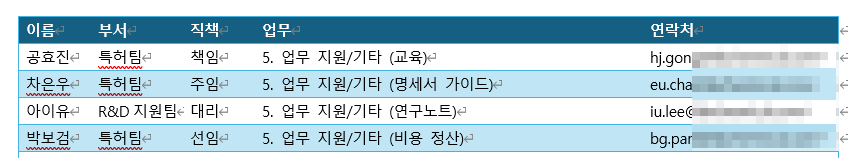 이름 부서 직책 업무 연락처
공효진 특허팀 책임 5. 업무 지원/기타 (교육) hj.gon
차은우 특허팀 주임 5. 업무 지원/기타 (명세서 가이드) eu.cha
아이유 R&D 지원팀 대리 5. 업무 지원/기타 (연구노트) iu.lee@
박보검 특허팀 선임 5. 업무 지원/기타 (비용 정산) bg.par